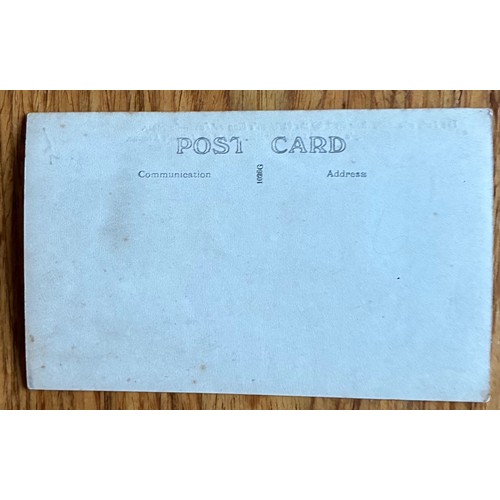 POST CARD
Communication
Address